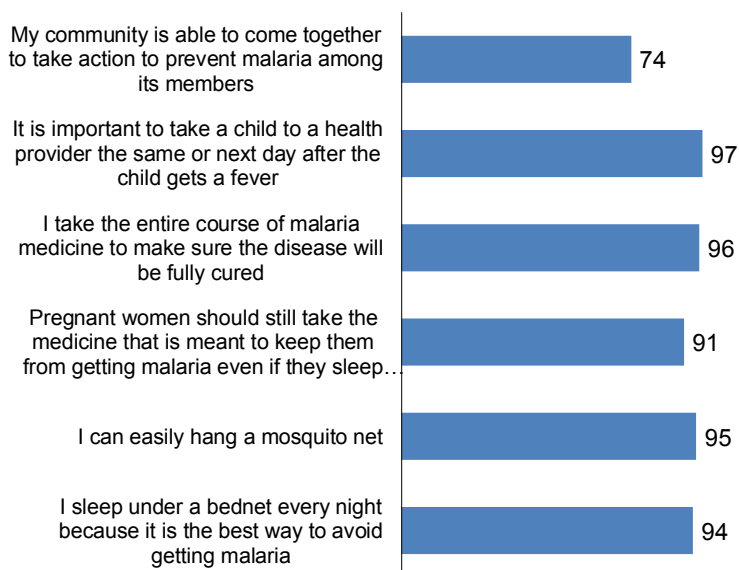 My community is able to come together
to take action to prevent malaria among
its members
74
It is important to take a child to a health
provider the same or next day after the
child gets a fever
97
I take the entire course of malaria
medicine to make sure the disease will
be fully cured
96
Pregnant women should still take the
medicine that is meant to keep them
from getting malaria even if they sleep…
91
I can easily hang a mosquito net
95
I sleep under a bednet every night
because it is the best way to avoid
getting malaria
94